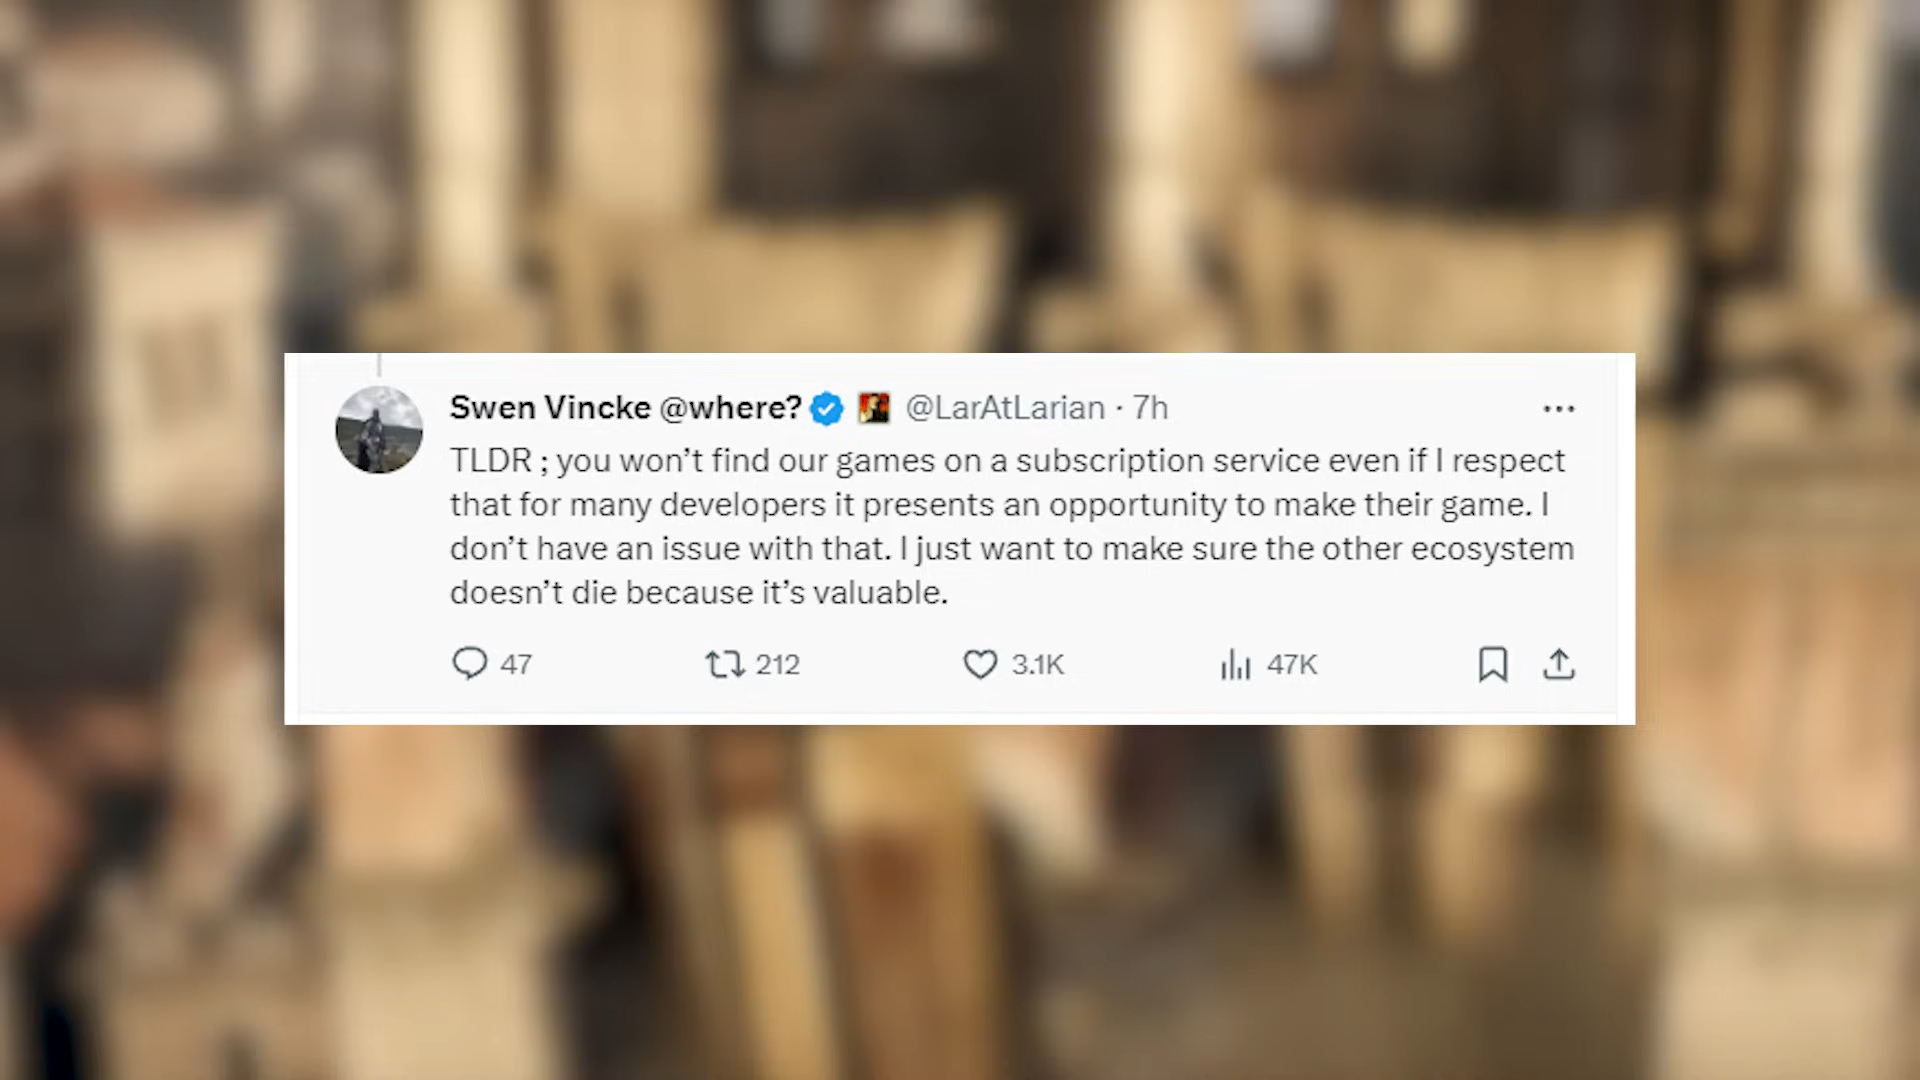 Swen Vincke @where? @LarAtLarian · 7h
TLDR ; you won’t find our games on a subscription service even if I respect
that for many developers it presents an opportunity to make their game. I
don’t have an issue with that. I just want to make sure the other ecosystem
doesn’t die because it’s valuable.
47 212 3.1K 47K